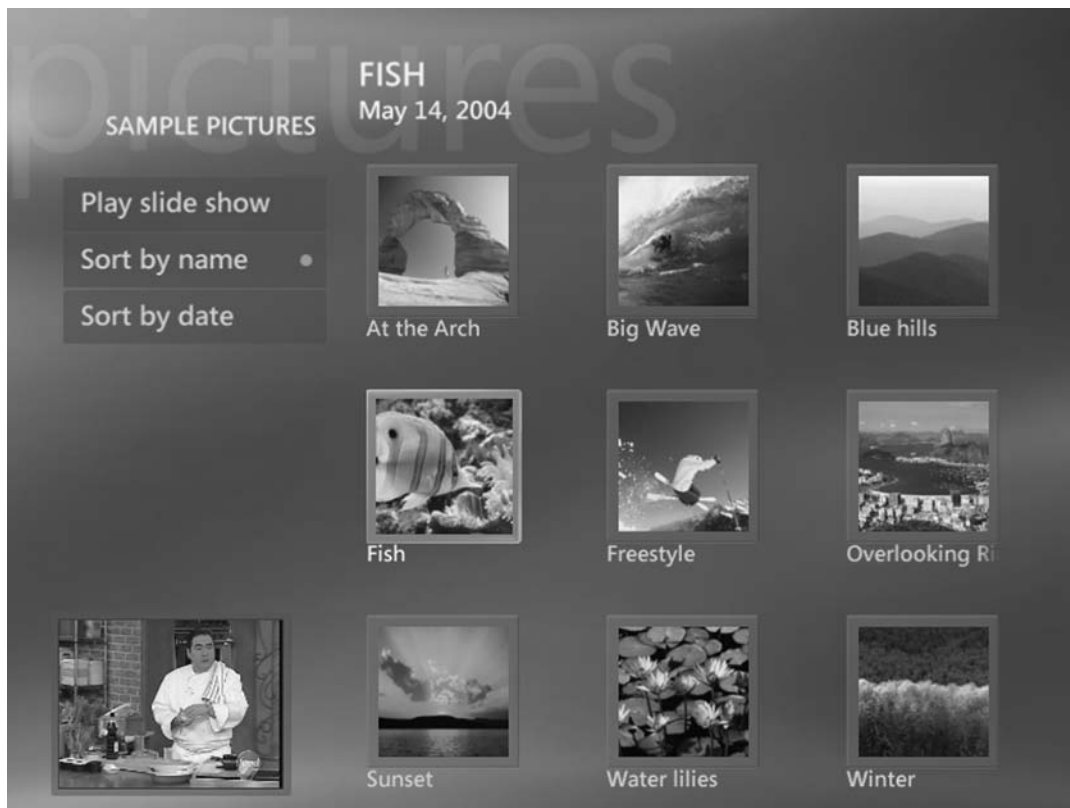 pictures
FISH
May 14, 2004
SAMPLE PICTURES
Play slide show
Sort by name
Sort by date
At the Arch
Big Wave
Blue hills
Fish
Freestyle
Overlooking Ri
Sunset
Water lilies
Winter